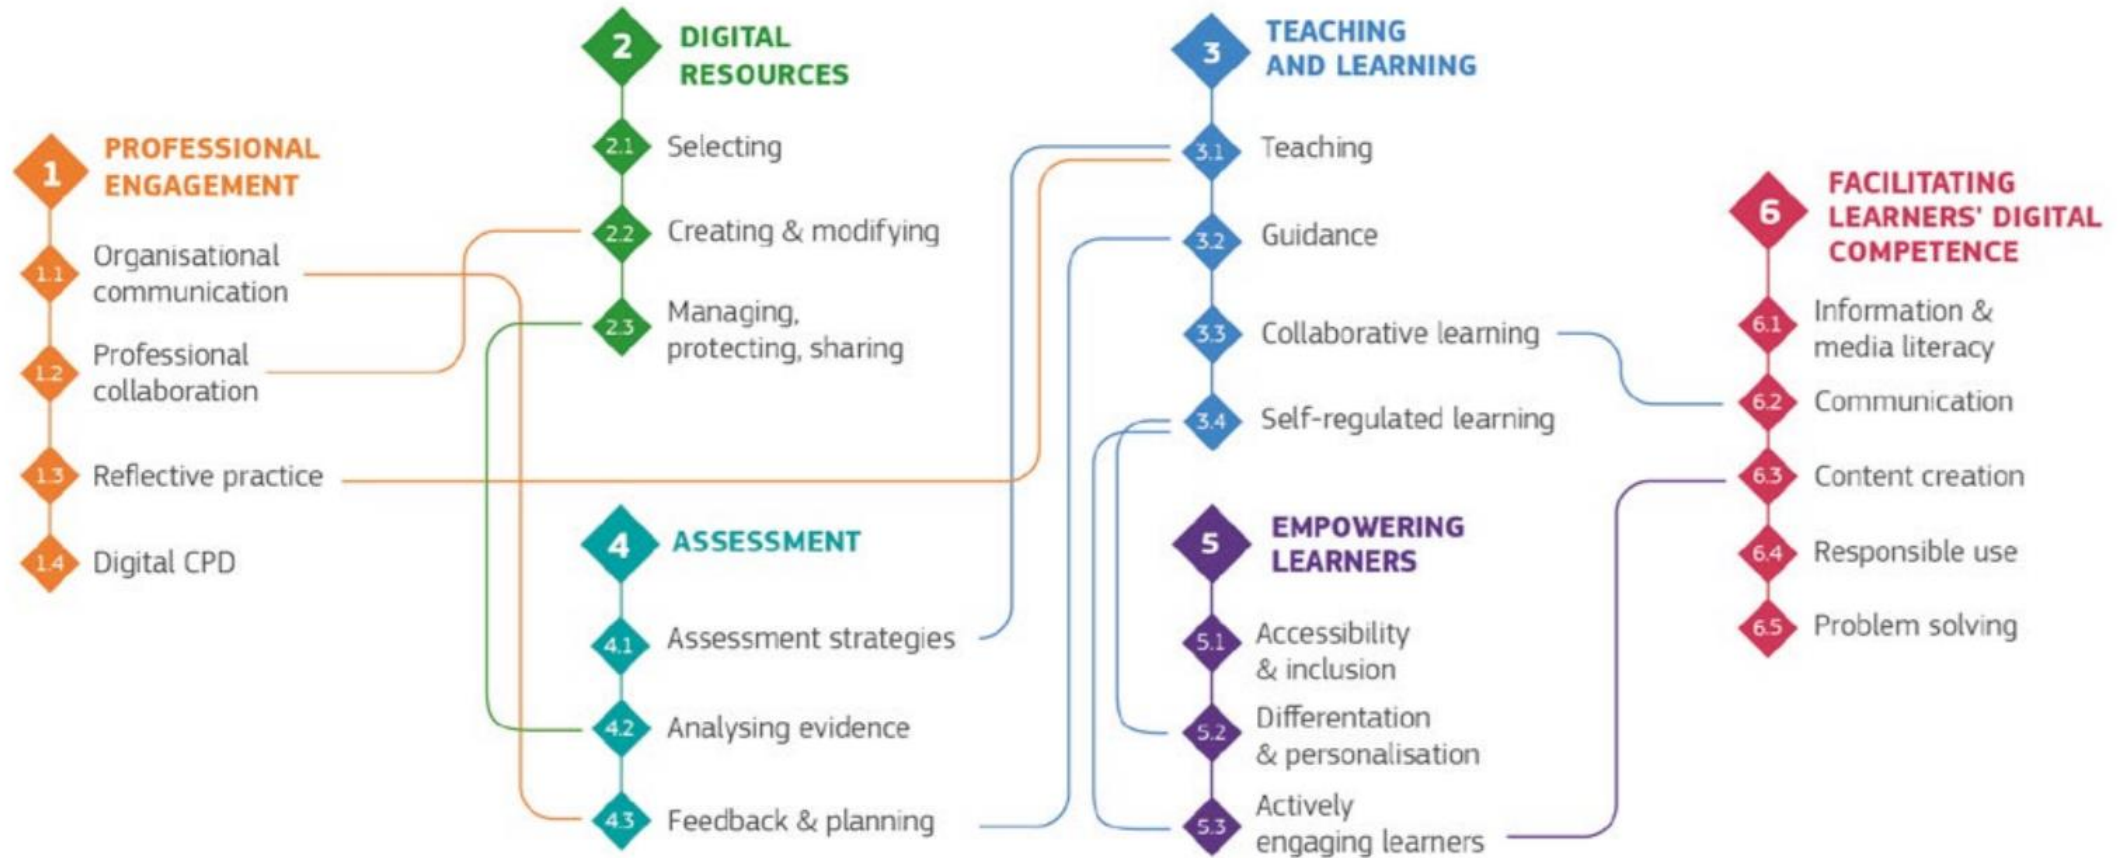 1
PROFESSIONAL
ENGAGEMENT
1.1
Organisational
communication
1.2
Professional
collaboration
1.3
Reflective practice
1.4
Digital CPD
2
DIGITAL
RESOURCES
2.1
Selecting
2.2
Creating & modifying
2.3
Managing,
protecting, sharing
3
TEACHING
AND LEARNING
3.1
Teaching
3.2
Guidance
3.3
Collaborative learning
3.4
Self-regulated learning
4
ASSESSMENT
4.1
Assessment strategies
4.2
Analysing evidence
4.3
Feedback & planning
5
EMPOWERING
LEARNERS
5.1
Accessibility
& inclusion
5.2
Differentation
& personalisation
5.3
Actively
engaging learners
6
FACILITATING
LEARNERS' DIGITAL
COMPETENCE
6.1
Information &
media literacy
6.2
Communication
6.3
Content creation
6.4
Responsible use
6.5
Problem solving